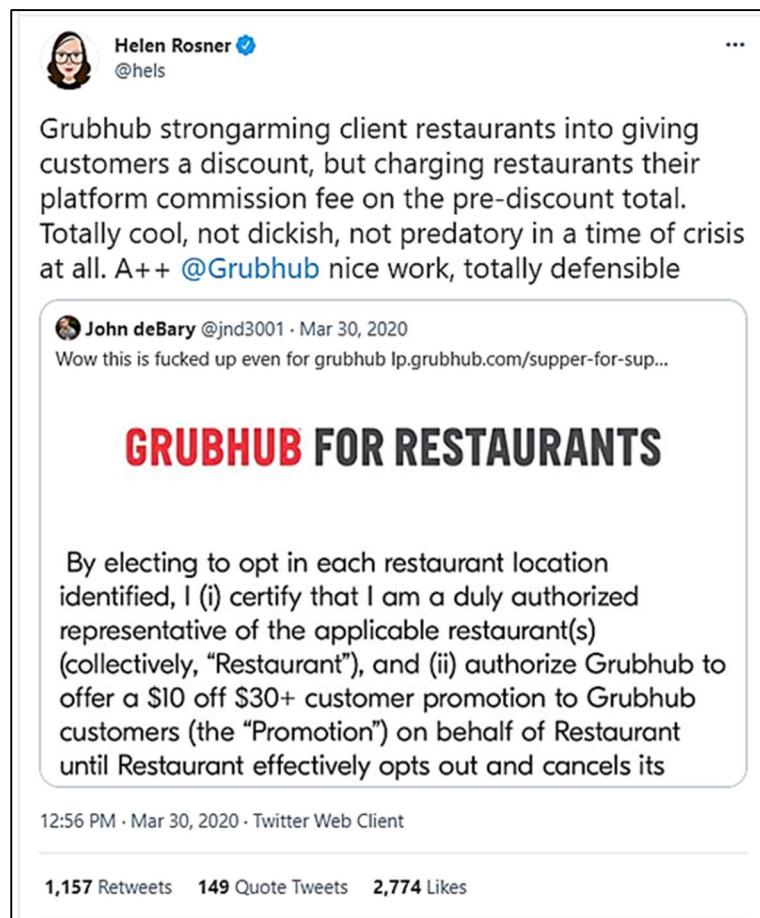 Helen Rosner
@hels
Grubhub strongarming client restaurants into giving
customers a discount, but charging restaurants their
platform commission fee on the pre-discount total.
Totally cool, not dickish, not predatory in a time of crisis
at all. A++ @Grubhub nice work, totally defensible
John deBary @jnd3001 · Mar 30, 2020
Wow this is fucked up even for grubhub lp.grubhub.com/supper-for-sup...
GRUBHUB FOR RESTAURANTS
By electing to opt in each restaurant location
identified, I (i) certify that I am a duly authorized
representative of the applicable restaurant(s)
(collectively, “Restaurant”), and (ii) authorize Grubhub to
offer a $10 off $30+ customer promotion to Grubhub
customers (the “Promotion”) on behalf of Restaurant
until Restaurant effectively opts out and cancels its
12:56 PM · Mar 30, 2020 · Twitter Web Client
1,157 Retweets 149 Quote Tweets 2,774 Likes